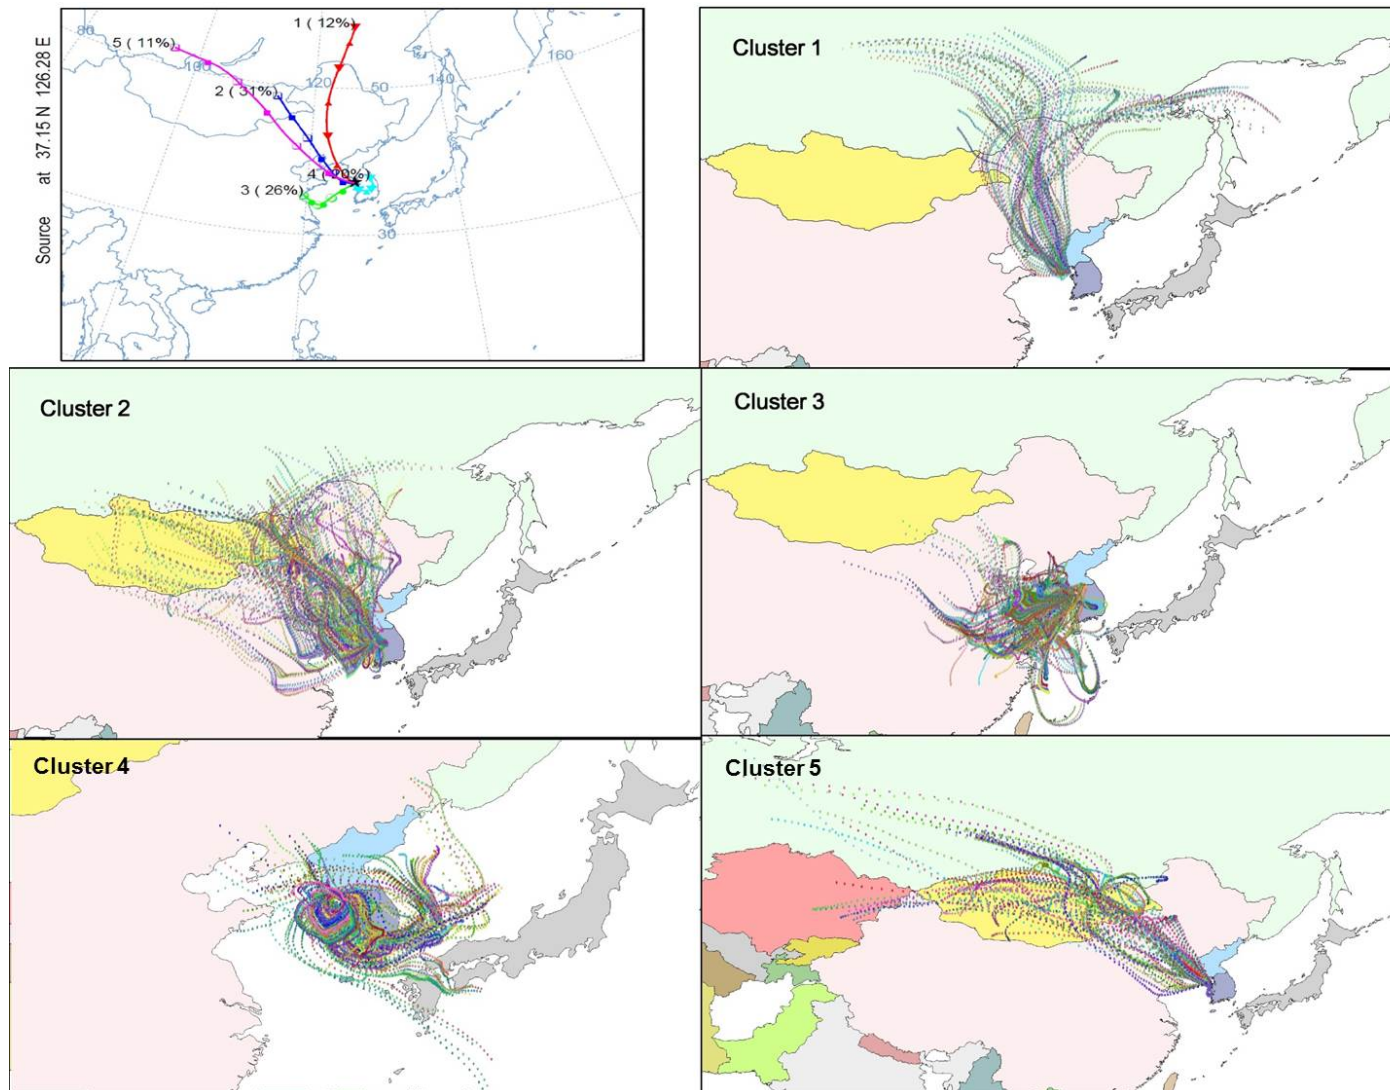 1 ( 12%)
80
5 ( 11%)
160
100
120
50
140
2 ( 31%)
4 ( 20%)
3 ( 26%)
30
Source at 37.15 N 126.28 E
Cluster 1
Cluster 2
Cluster 3
Cluster 4
Cluster 5